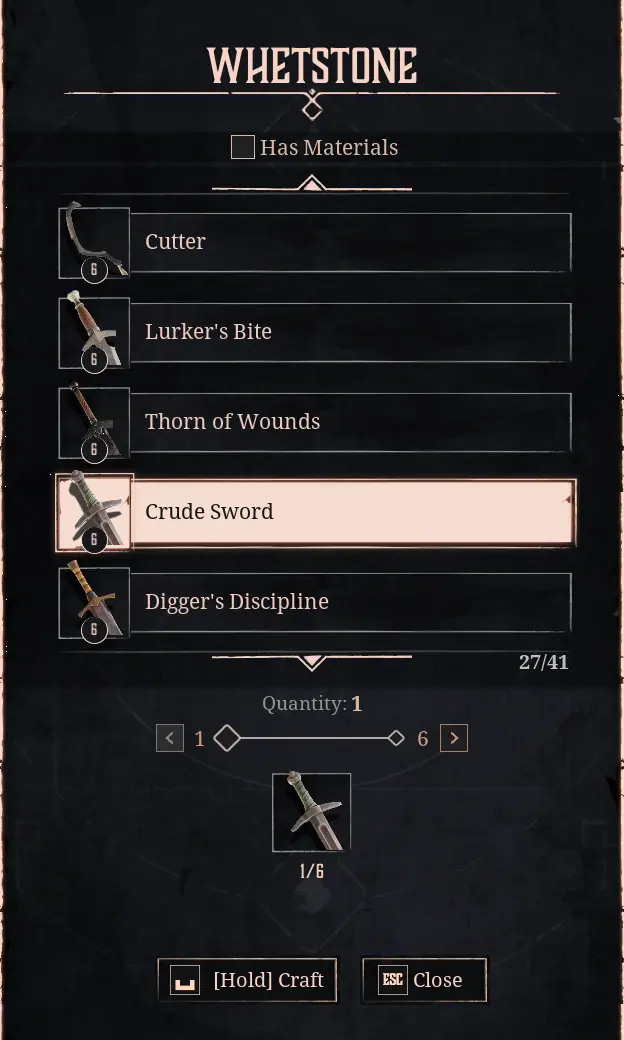 WHETSTONE
Has Materials
Cutter
6
Lurker's Bite
6
Thorn of Wounds
6
Crude Sword
6
Digger's Discipline
6
27/41
Quantity: 1
1 6
1/6
[Hold] Craft ESC Close